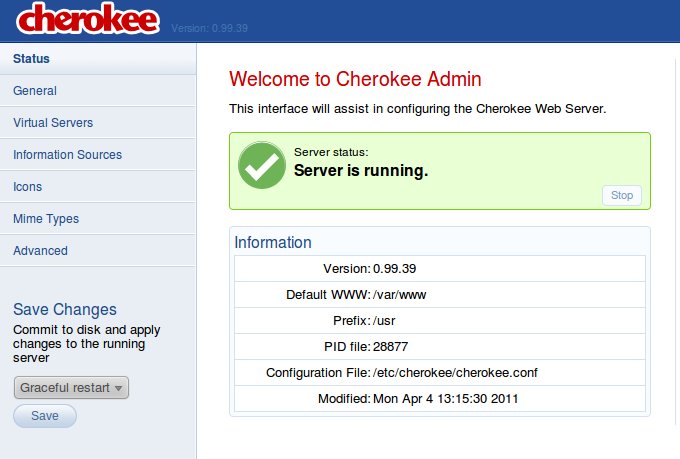 cherokee Version: 0.99.39
Status
General
Virtual Servers
Information Sources
Icons
Mime Types
Advanced
Save Changes
Commit to disk and apply
changes to the running
server
Graceful restart
Save
Welcome to Cherokee Admin
This interface will assist in configuring the Cherokee Web Server.
Server status:
Server is running.
Stop
Information
Version: 0.99.39
Default WWW: /var/www
Prefix: /usr
PID file: 28877
Configuration File: /etc/cherokee/cherokee.conf
Modified: Mon Apr 4 13:15:30 2011